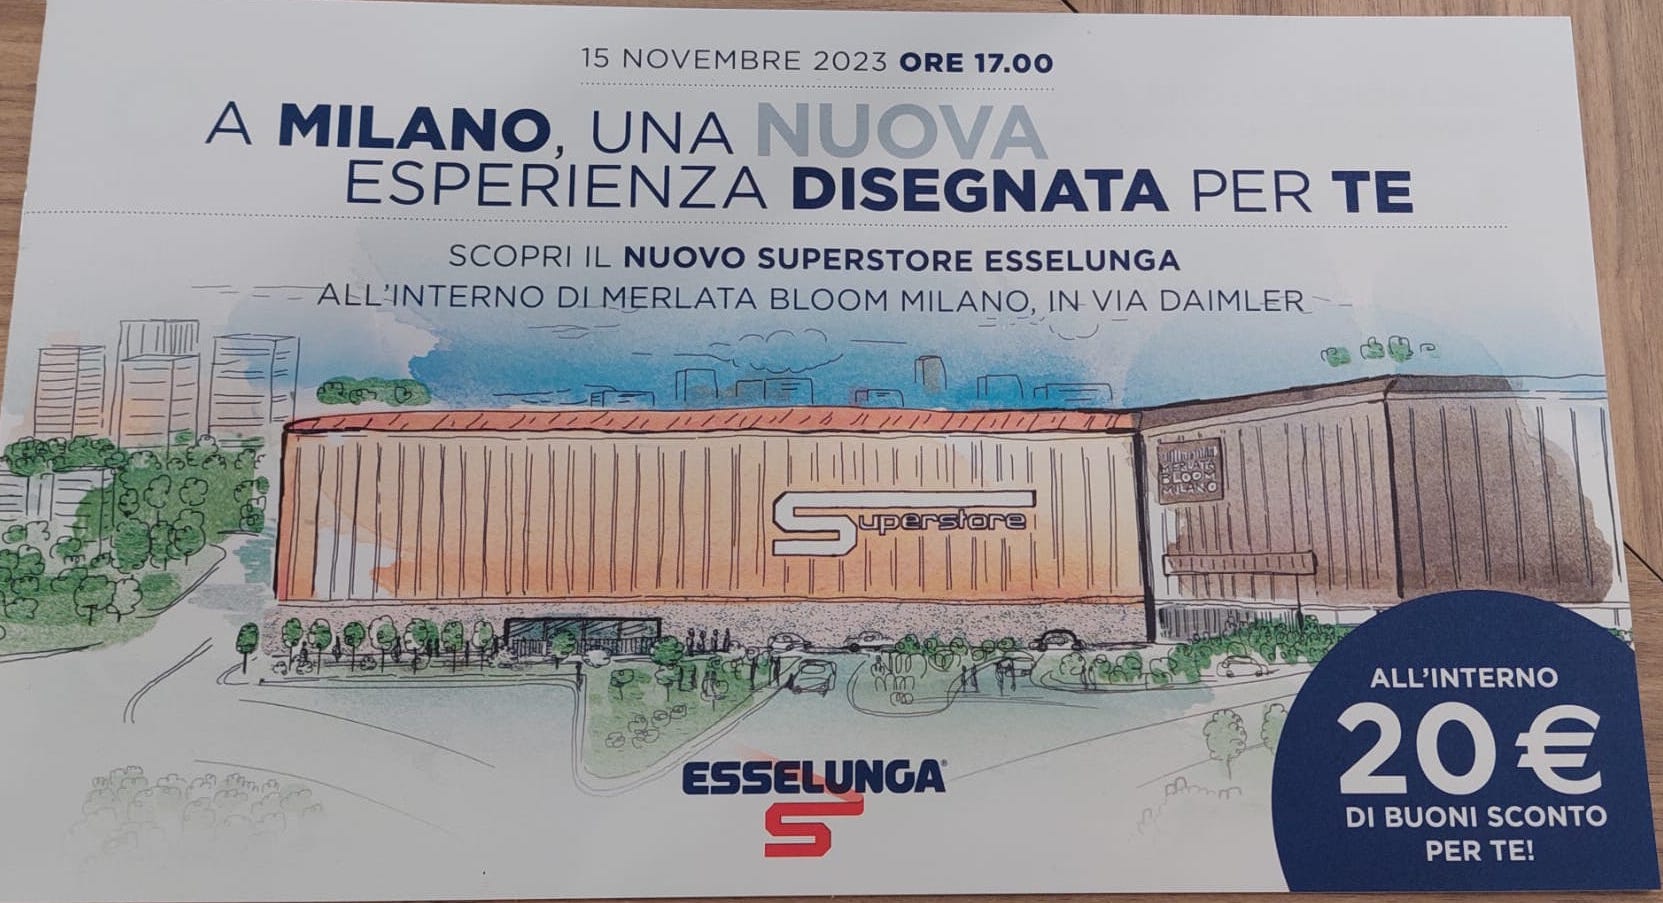 15 NOVEMBRE 2023 ORE 17.00
A MILANO, UNA NUOVA
ESPERIENZA DISEGNATA PER TE
SCOPRI IL NUOVO SUPERSTORE ESSELUNGA
ALL'INTERNO DI MERLATA BLOOM MILANO, IN VIA DAIMLER
Superstore
MERLATA
BLOOM
MILANO
ESSELUNGA®
S
ALL'INTERNO
20€
DI BUONI SCONTO
PER TE!